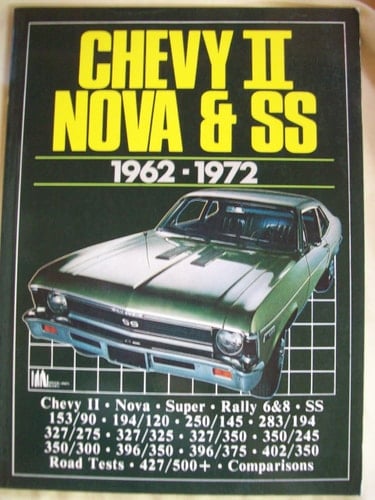 CHEVY II
NOVA & SS
1962 - 1972
SS
Chevy II • Nova • Super • Rally 6&8 • SS
153/90 • 194/120 • 250/145 • 283/194
327/275 • 327/325 • 327/350 • 350/245
350/300 • 396/350 • 396/375 • 402/350
Road Tests • 427/500+ • Comparisons